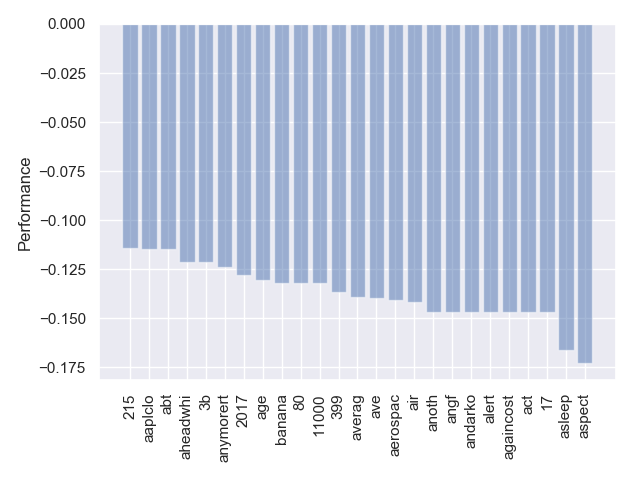 0.000
−0.025
−0.050
−0.075
−0.100
−0.125
−0.150
−0.175
Performance
215
aaplclo
abt
aheadwhi
3b
anymorert
2017
age
banana
80
11000
399
averag
ave
aerospac
air
anoth
angf
andarko
alert
againcost
act
17
asleep
aspect